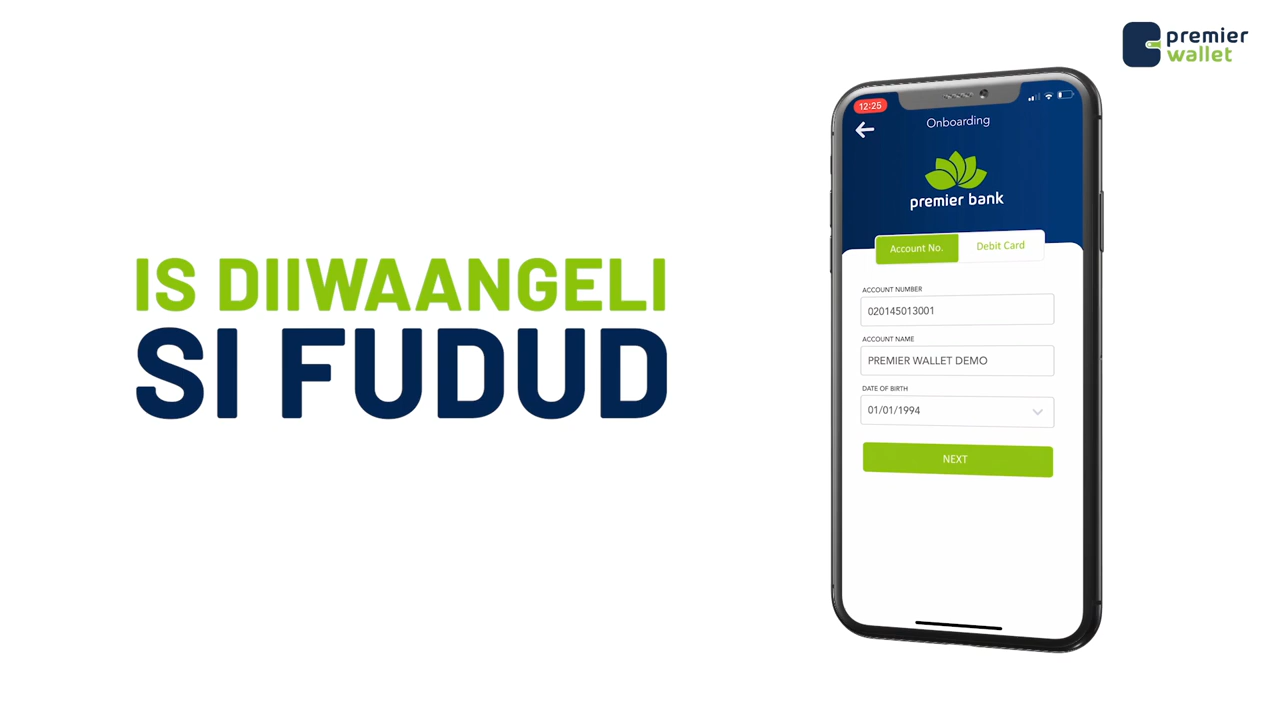 premier
wallet
IS DIIWAANGELI
SI FUDUD
12:25
Onboarding
premier bank
Account No.
Debit Card
ACCOUNT NUMBER
020145013001
ACCOUNT NAME
PREMIER WALLET DEMO
DATE OF BIRTH
01/01/1994
NEXT